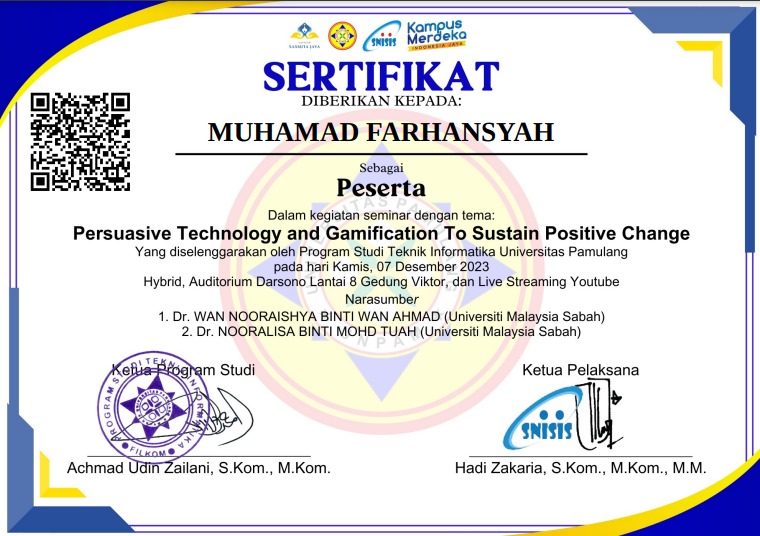 SASMITA JAYA
SNISIS
Kampus
Merdeka
INDONESIA JAYA
SERTIFIKAT
DIBERIKAN KEPADA:
MUHAMAD FARHANSYAH
Sebagai
Peserta
Dalam kegiatan seminar dengan tema:
Persuasive Technology and Gamification To Sustain Positive Change
Yang diselenggarakan oleh Program Studi Teknik Informatika Universitas Pamulang
pada hari Kamis, 07 Desember 2023
Hybrid, Auditorium Darsono Lantai 8 Gedung Viktor, dan Live Streaming Youtube
Narasumber
1. Dr. WAN NOORAISHYA BINTI WAN AHMAD (Universiti Malaysia Sabah)
2. Dr. NOORALISA BINTI MOHD TUAH (Universiti Malaysia Sabah)
Ketua Program Studi
Ketua Pelaksana
PROGRAM STUDI TEKNIK INFORMATIKA
FILKOM
SNISIS
Achmad Udin Zailani, S.Kom., M.Kom.
Hadi Zakaria, S.Kom., M.Kom., M.M.